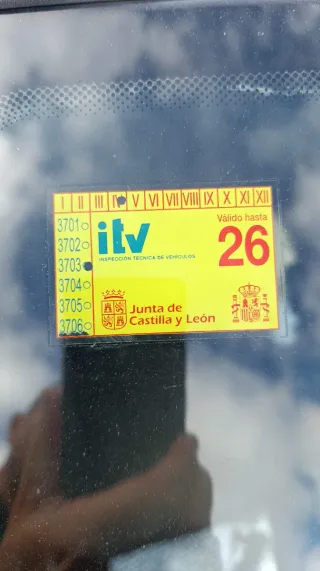 I II III IV V VI VII VIII IX X XI XII
3701
3702
3703
3704
3705
3706
itv
INSPECCIÓN TÉCNICA DE VEHÍCULOS
Válido hasta
26
Junta de
Castilla y León